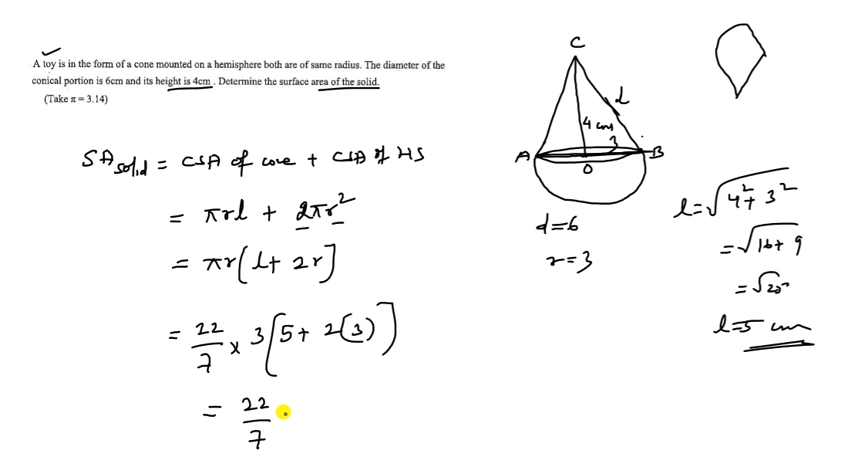 A toy is in the form of a cone mounted on a hemisphere both are of same radius. The diameter of the
conical portion is 6cm and its height is 4cm . Determine the surface area of the solid.
(Take π = 3.14)
SA solid = CSA of cone + CSA of HS
= πrl + 2πr²
= πr[l + 2r]
= 22/7 × 3[5 + 2(3)]
= 22/7
C
l
4 cm
3
A
B
O
d=6
r=3
l=√4²+3²
=√16+9
l=5 cm